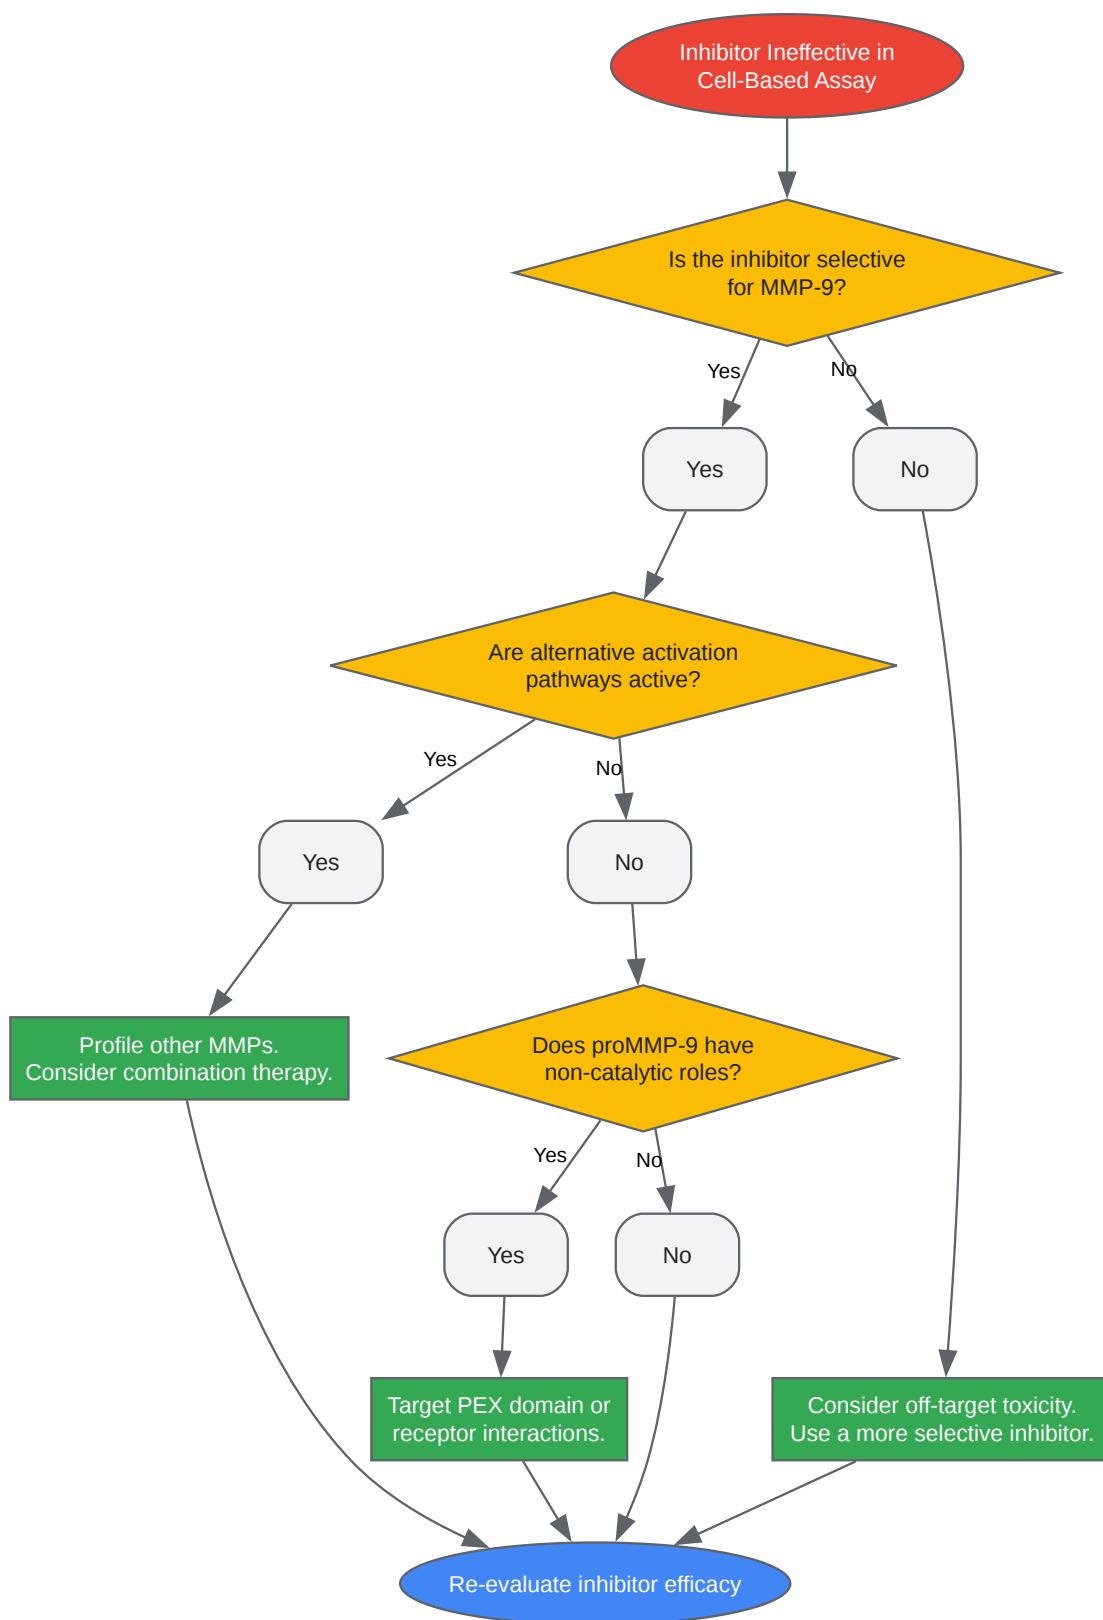 Inhibitor Ineffective in
Cell-Based Assay
Is the inhibitor selective
for MMP-9?
Yes
No
Yes
No
Are alternative activation
pathways active?
Yes
No
Yes
No
Profile other MMPs.
Consider combination therapy.
Does proMMP-9 have
non-catalytic roles?
Yes
No
Yes
No
Target PEX domain or
receptor interactions.
Consider off-target toxicity.
Use a more selective inhibitor.
Re-evaluate inhibitor efficacy